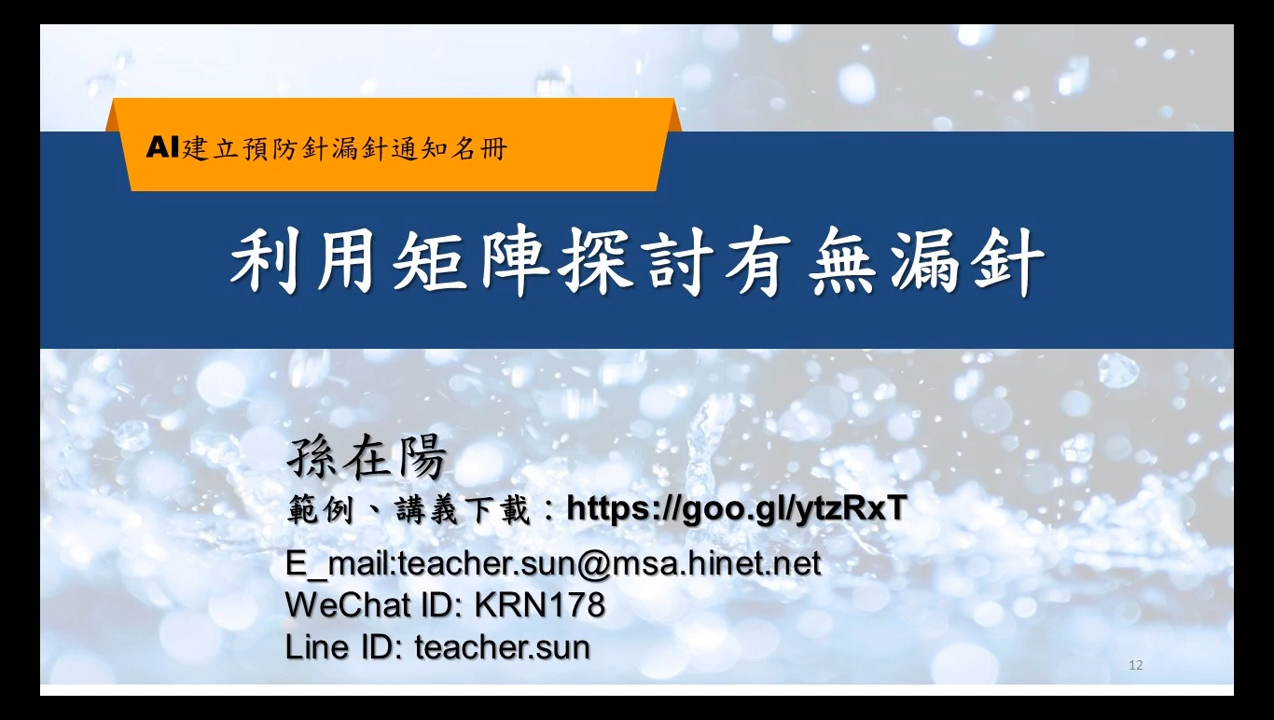 AI建立預防針漏針通知名冊
利用矩陣探討有無漏針
孫在陽
範例、講義下載：https://goo.gl/ytzRxT
E_mail:teacher.sun@msa.hinet.net
WeChat ID: KRN178
Line ID: teacher.sun
12